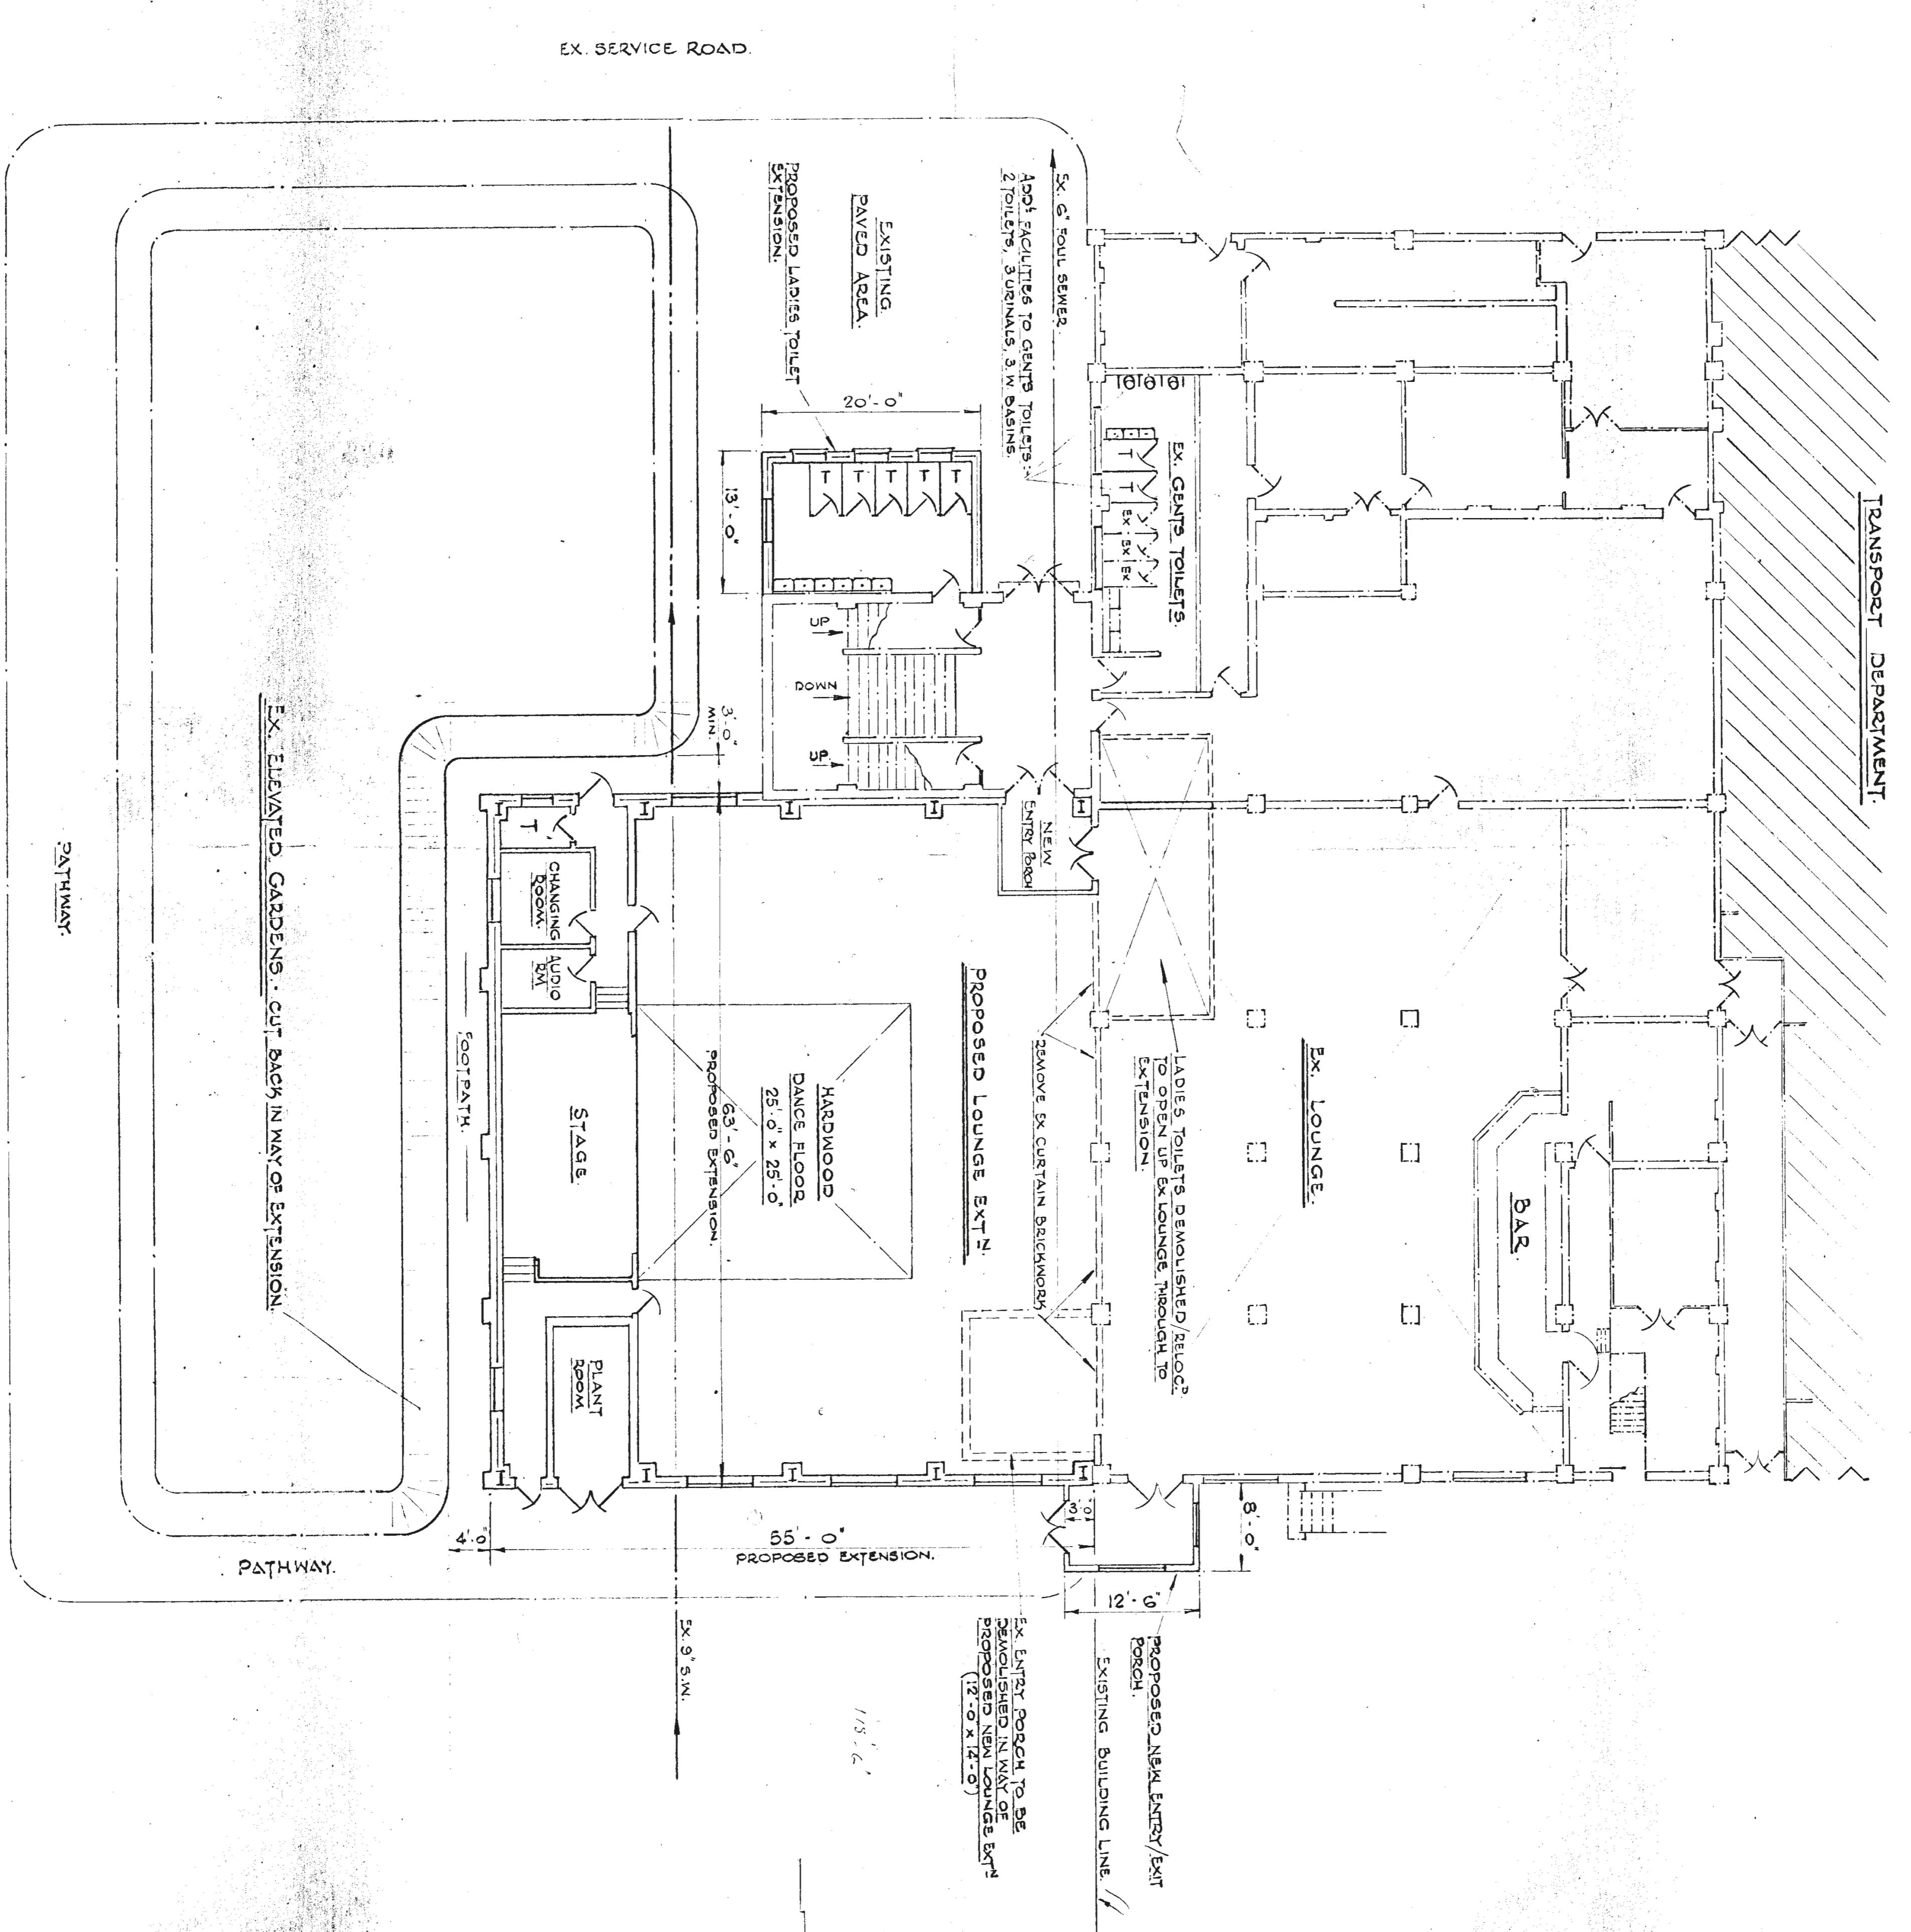 EX. SERVICE ROAD.
TRANSPORT DEPARTMENT.
EX. 6" FOUL SEWER.
ADDL FACILITIES TO GENTS TOILETS:-
2 TOILETS, 3 URINALS, 3 W BASINS.
EXISTING
PAVED AREA.
PROPOSED LADIES TOILET
EXTENSION.
20'-0"
13'-0"
T
T
T
T
T
EX. GENTS TOILETS.
T
T
EX
EX
EX
UP
DOWN
UP
3'-0"
MIN.
NEW
ENTRY PORCH
T
CHANGING
ROOM.
AUDIO
RM
STAGE.
PLANT
ROOM
FOOTPATH.
PATHWAY.
EX. ELEVATED GARDENS - CUT BACK IN WAY OF EXTENSION.
HARDWOOD
DANCE FLOOR
25'-0" x 25'-0"
63'-6"
PROPOSED EXTENSION.
PROPOSED LOUNGE EXTN.
REMOVE EX CURTAIN BRICKWORK
LADIES TOILETS DEMOLISHED/RELOCD.
TO OPEN UP EX LOUNGE THROUGH TO
EXTENSION.
EX. LOUNGE.
BAR.
I
I
I
I
I
I
I
I
I
I
4'-0"
55'-0"
PROPOSED EXTENSION.
3'-0
8'-0"
12'-6"
PATHWAY.
EX. 9" S.W.
EX. ENTRY PORCH TO BE
DEMOLISHED IN WAY OF
PROPOSED NEW LOUNGE EXTN
(12'-0 x 14'-0")
EXISTING BUILDING LINE.
PROPOSED NEW ENTRY/EXIT
PORCH.